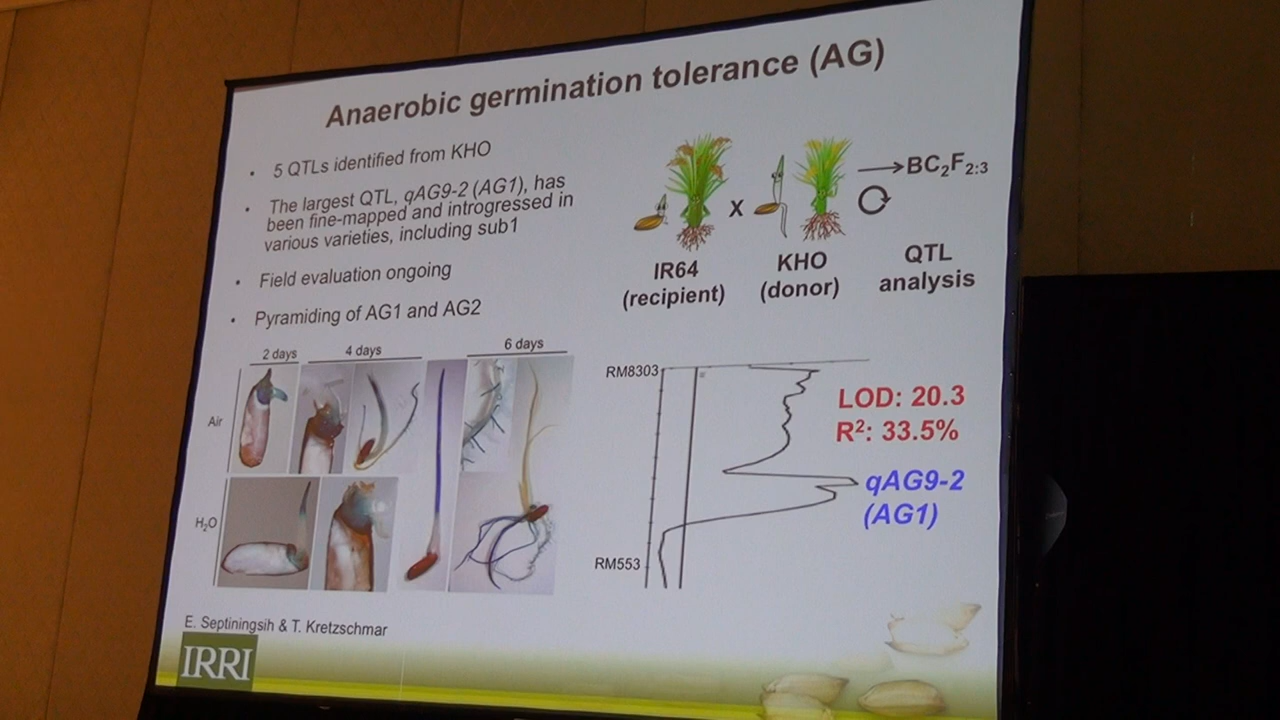 Anaerobic germination tolerance (AG)
• 5 QTLs identified from KHO
• The largest QTL, qAG9-2 (AG1), has
been fine-mapped and introgressed in
various varieties, including sub1
• Field evaluation ongoing
• Pyramiding of AG1 and AG2
X
→BC₂F₂:₃
IR64
(recipient)
KHO
(donor)
QTL
analysis
2 days
4 days
6 days
Air
H₂O
RM8303
RM553
LOD: 20.3
R²: 33.5%
qAG9-2
(AG1)
E. Septiningsih & T. Kretzschmar
IRRI